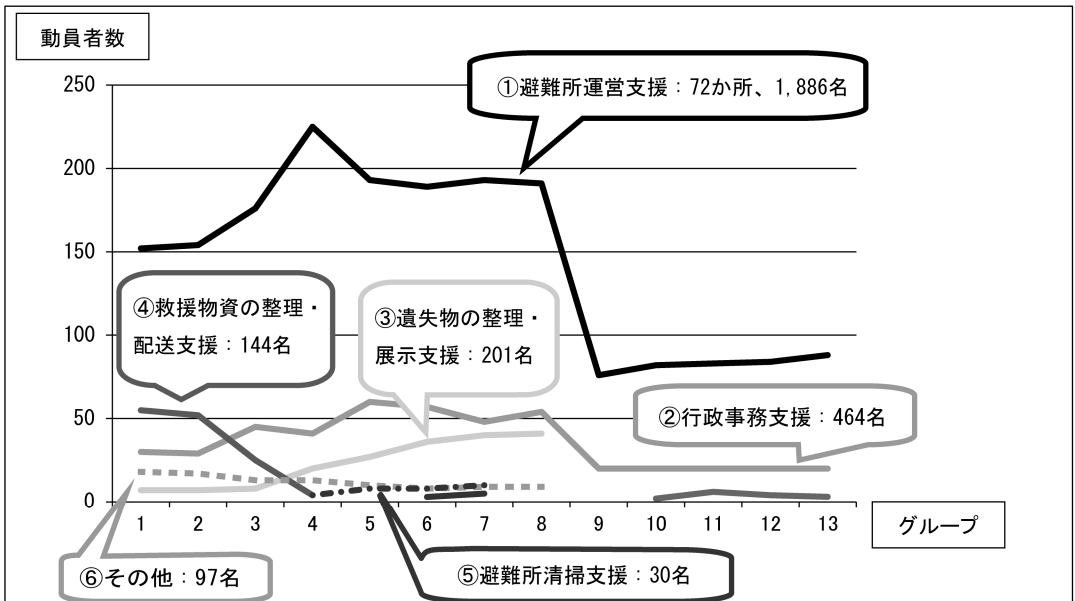 動員者数
①避難所運営支援：72か所、1,886名
250
200
150
100
50
0
④救援物資の整理・
配送支援：144名
③遺失物の整理・
展示支援：201名
②行政事務支援：464名
1 2 3 4 5 6 7 8 9 10 11 12 13
グループ
⑥その他：97名
⑤避難所清掃支援：30名